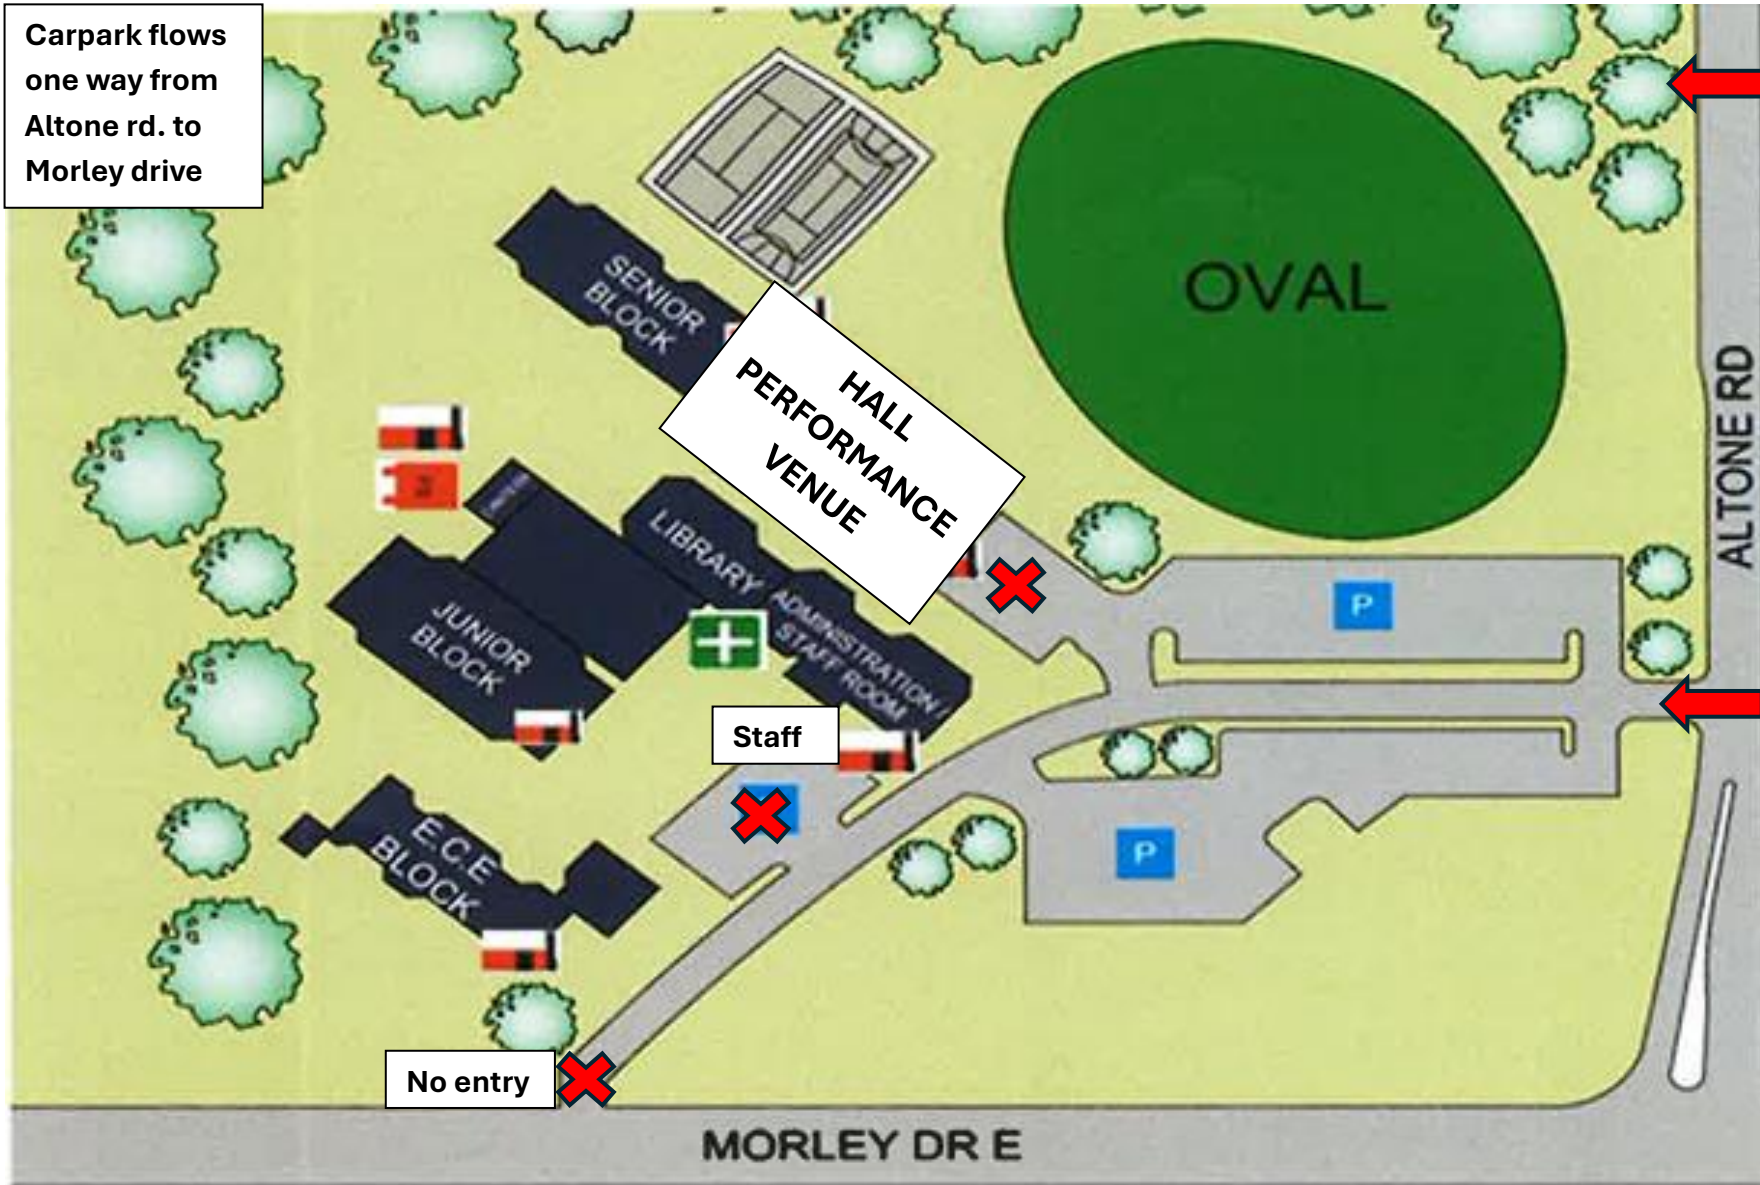 Carpark flows
one way from
Altone rd. to
Morley drive
OVAL
ALTONE RD
SENIOR
BLOCK
HALL
PERFORMANCE
VENUE
LIBRARY
ADMINISTRATION/
STAFF ROOM
JUNIOR
BLOCK
P
Staff
E.C.E
BLOCK
P
No entry
MORLEY DR E